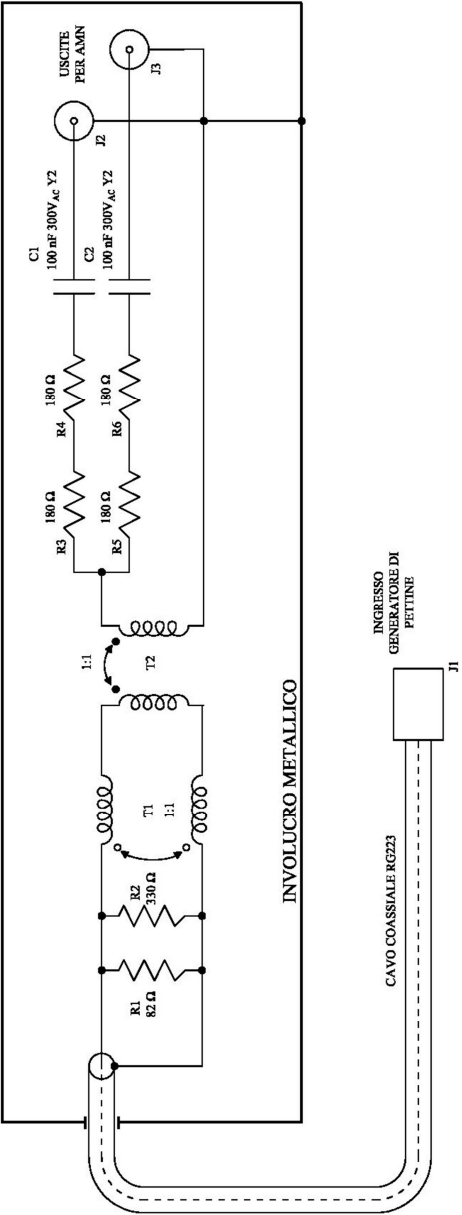 USCITE
PER AMN
J3
J2
C1
100 nF 300V_AC Y2
C2
100 nF 300V_AC Y2
180 Ω
R4
180 Ω
R6
180 Ω
R3
180 Ω
R5
1:1
T2
T1
1:1
R2
330 Ω
R1
82 Ω
INVOLUCRO METALLICO
INGRESSO
GENERATORE DI
PETTINE
J1
CAVO COASSIALE RG223